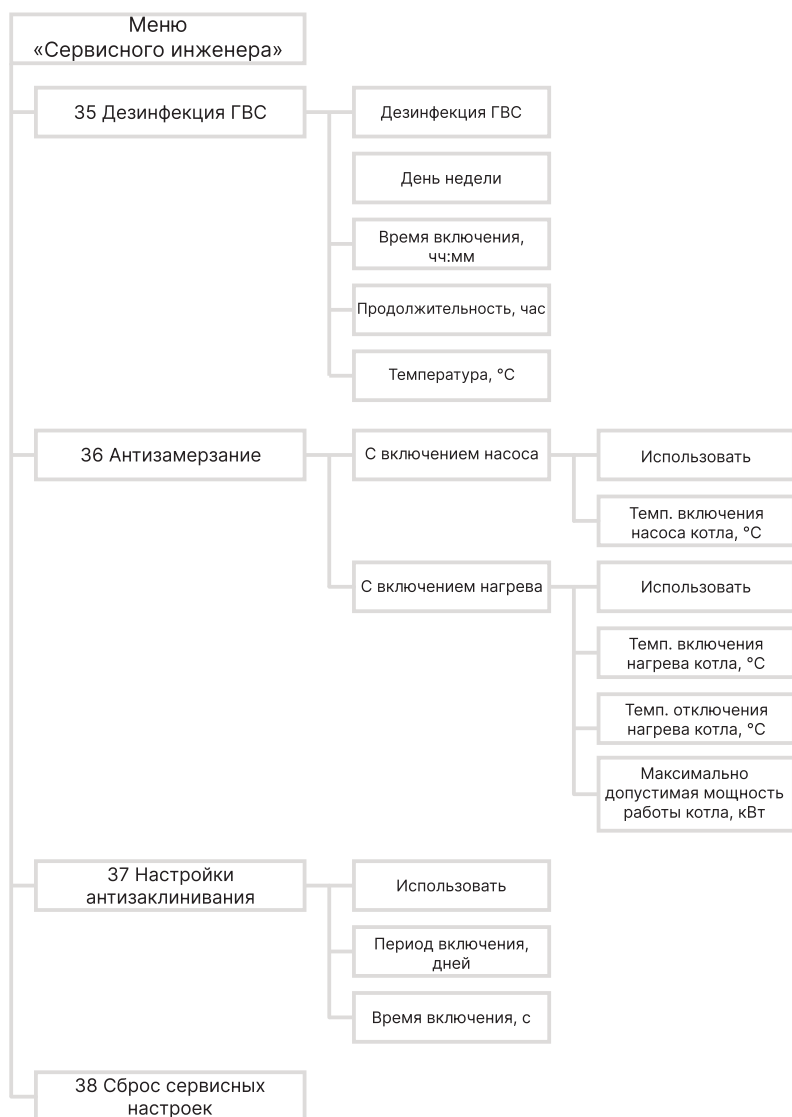 Меню
«Сервисного инженера»
35 Дезинфекция ГВС
Дезинфекция ГВС
День недели
Время включения,
чч:мм
Продолжительность, час
Температура, °С
36 Антизамерзание
С включением насоса
Использовать
Темп. включения
насоса котла, °С
С включением нагрева
Использовать
Темп. включения
нагрева котла, °С
Темп. отключения
нагрева котла, °С
Максимально
допустимая мощность
работы котла, кВт
37 Настройки
антизаклинивания
Использовать
Период включения,
дней
Время включения, с
38 Сброс сервисных
настроек